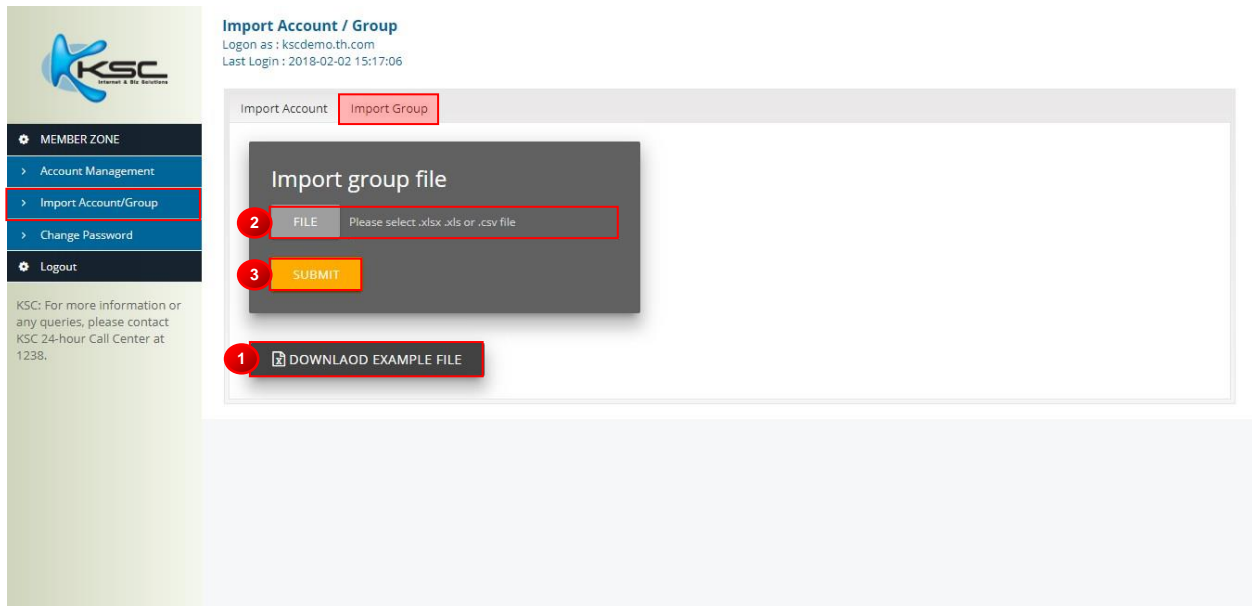 KSC
Internet & Biz Solutions
MEMBER ZONE
Account Management
Import Account/Group
Change Password
Logout
KSC: For more information or
any queries, please contact
KSC 24-hour Call Center at
1238.
Import Account / Group
Logon as : kscdemo.th.com
Last Login : 2018-02-02 15:17:06
Import Account Import Group
Import group file
2 FILE Please select .xlsx .xls or .csv file
3 SUBMIT
1 DOWNLAOD EXAMPLE FILE